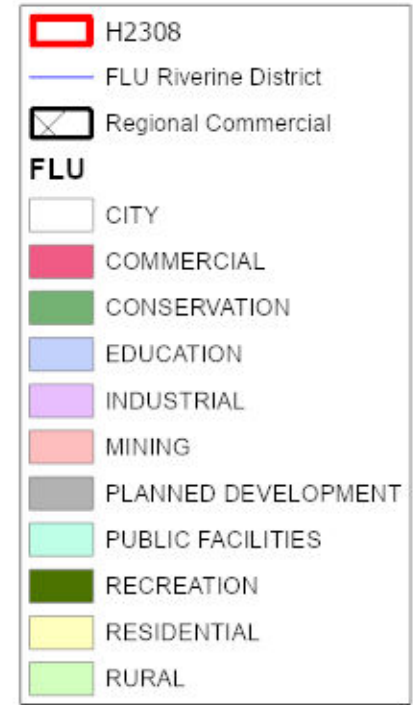 H2308
FLU Riverine District
Regional Commercial
FLU
CITY
COMMERCIAL
CONSERVATION
EDUCATION
INDUSTRIAL
MINING
PLANNED DEVELOPMENT
PUBLIC FACILITIES
RECREATION
RESIDENTIAL
RURAL